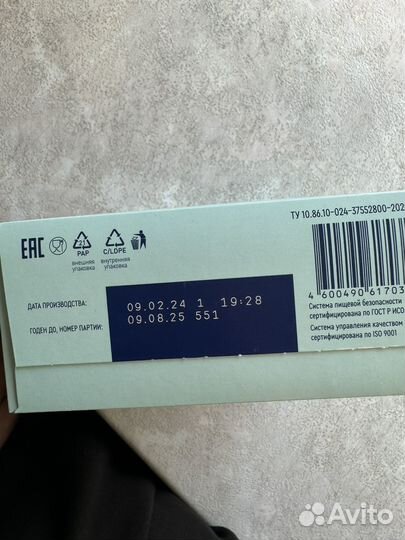 ТУ 10.86.10-024-37552800-202
EAC
21
PAP
C/LDPE
внешняя
упаковка
внутренняя
упаковка
ДАТА ПРОИЗВОДСТВА:
09.02.24 1 19:28
ГОДЕН ДО, НОМЕР ПАРТИИ:
09.08.25 551
4 600490 61703
Система пищевой безопасности
сертифицирована по ГОСТ Р ИСО
Система управления качеством
сертифицирована по ISO 9001
Avito